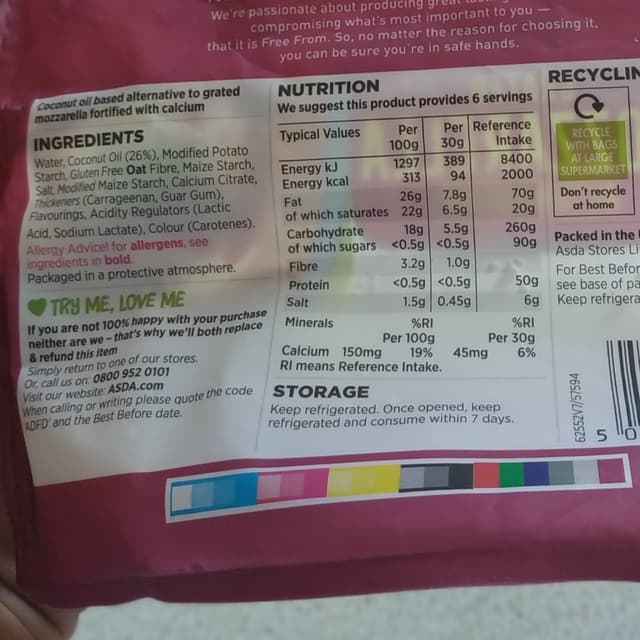 We're passionate about producing great
compromising what's most important to you —
that it is Free From. So, no matter the reason for choosing it,
you can be sure you're in safe hands.
Coconut oil based alternative to grated
mozzarella fortified with calcium
INGREDIENTS
Water, Coconut Oil (26%), Modified Potato
Starch, Gluten Free Oat Fibre, Maize Starch,
Salt, Modified Maize Starch, Calcium Citrate,
Thickeners (Carrageenan, Guar Gum),
Flavourings, Acidity Regulators (Lactic
Acid, Sodium Lactate), Colour (Carotenes).
Allergy Advice! for allergens, see
ingredients in bold.
Packaged in a protective atmosphere.
TRY ME, LOVE ME
If you are not 100% happy with your purchase
neither are we - that's why we'll both replace
& refund this item
Simply return to one of our stores.
Or, call us on: 0800 952 0101
Visit our website: ASDA.com
When calling or writing please quote the code
'ADFD' and the Best Before date.
NUTRITION
We suggest this product provides 6 servings
Typical Values Per 100g Per 30g Reference Intake
Energy kJ 1297 389 8400
Energy kcal 313 94 2000
Fat 26g 7.8g 70g
of which saturates 22g 6.5g 20g
Carbohydrate 18g 5.5g 260g
of which sugars <0.5g <0.5g 90g
Fibre 3.2g 1.0g
Protein <0.5g <0.5g 50g
Salt 1.5g 0.45g 6g
Minerals %RI %RI
Per 100g Per 30g
Calcium 150mg 19% 45mg 6%
RI means Reference Intake.
STORAGE
Keep refrigerated. Once opened, keep
refrigerated and consume within 7 days.
RECYCLIN
RECYCLE
WITH BAGS
AT LARGE
SUPERMARKET
Don't recycle
at home
Packed in the
Asda Stores Li
For Best Befor
see base of pa
Keep refrigera
62552V7/57594
5 0